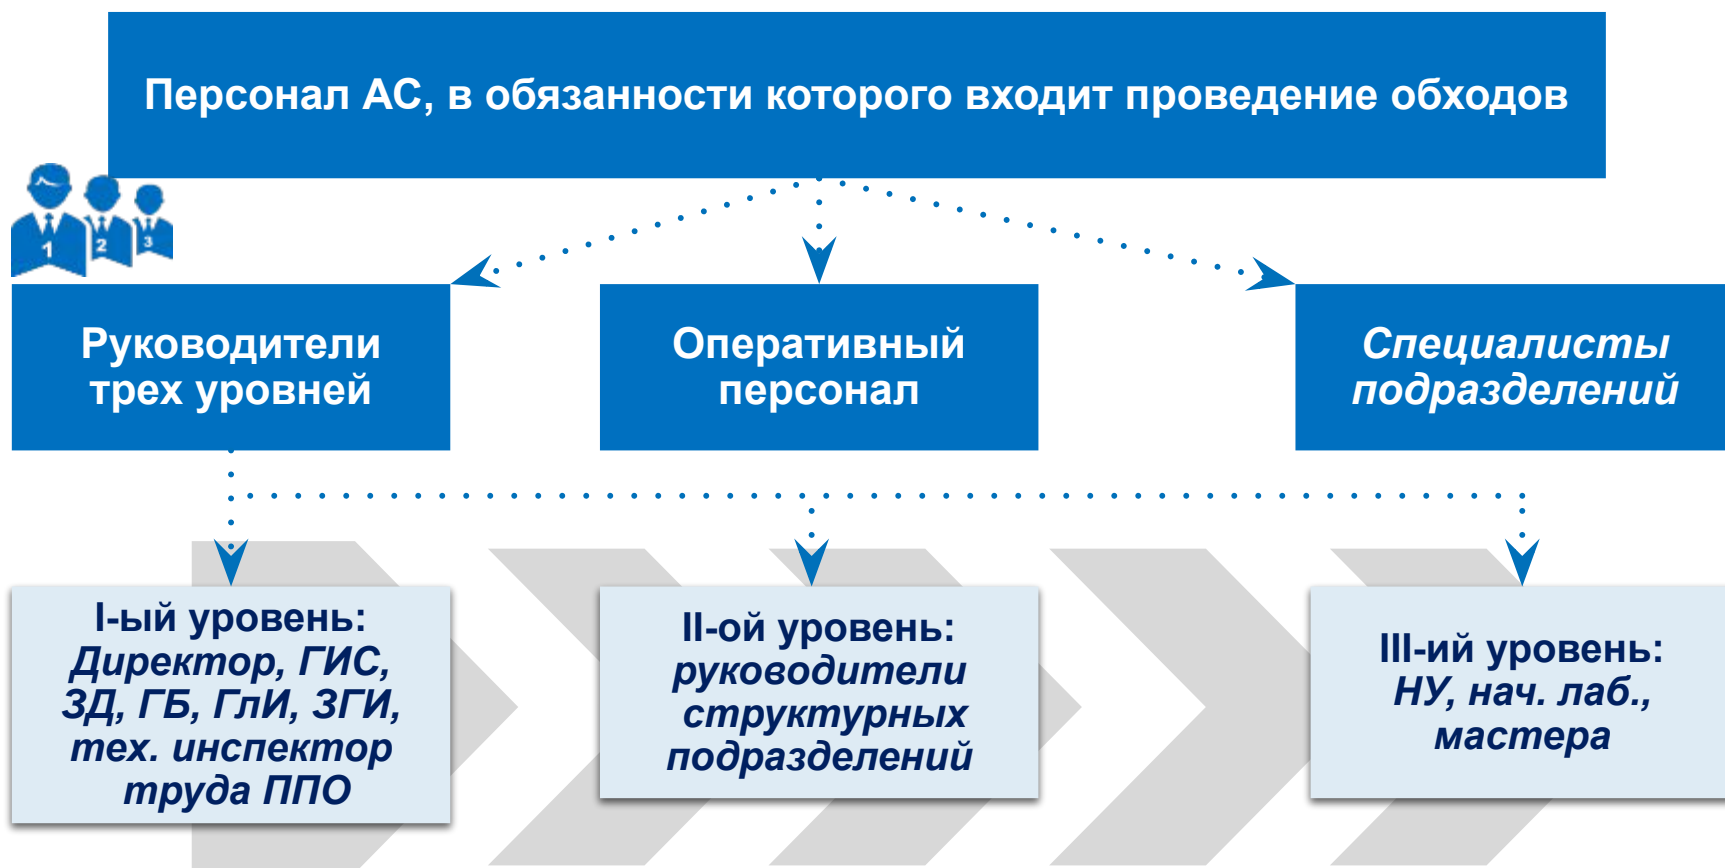 Персонал АС, в обязанности которого входит проведение обходов
1
2
3
Руководители
трех уровней
Оперативный
персонал
Специалисты
подразделений
I-ый уровень:
Директор, ГИС,
ЗД, ГБ, ГлИ, ЗГИ,
тех. инспектор
труда ППО
II-ой уровень:
руководители
структурных
подразделений
III-ий уровень:
НУ, нач. лаб.,
мастера